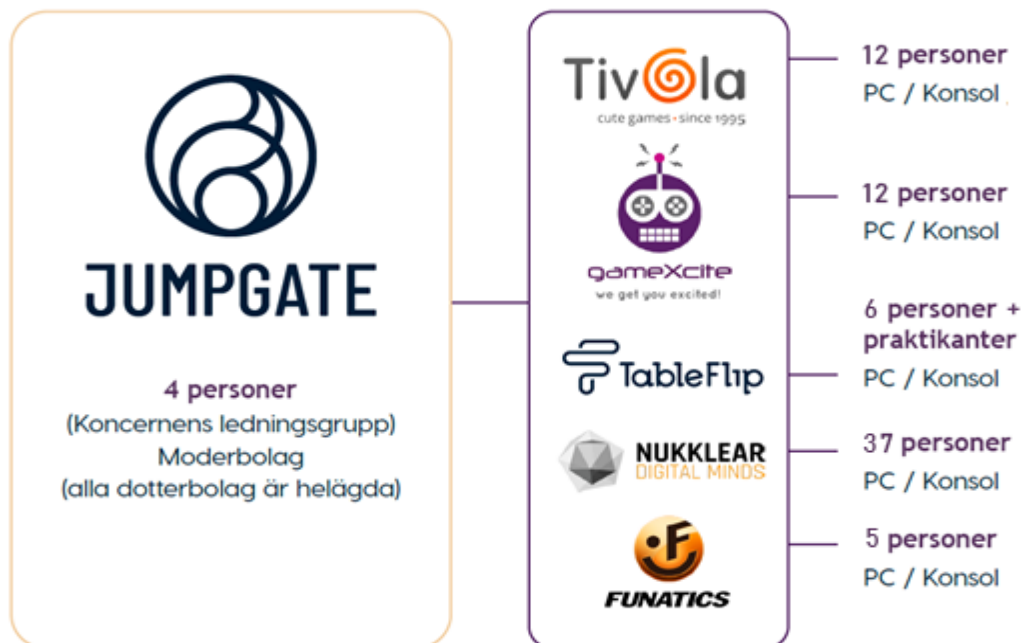 JUMPGATE
4 personer
(Koncernens ledningsgrupp)
Moderbolag
(alla dotterbolag är helägda)
Tivola
cute games • since 1995
gameXcite
we get you excited!
TableFlip
NUKKLEAR
DIGITAL MINDS
F
FUNATICS
12 personer
PC / Konsol
12 personer
PC / Konsol
6 personer +
praktikanter
PC / Konsol
37 personer
PC / Konsol
5 personer
PC / Konsol